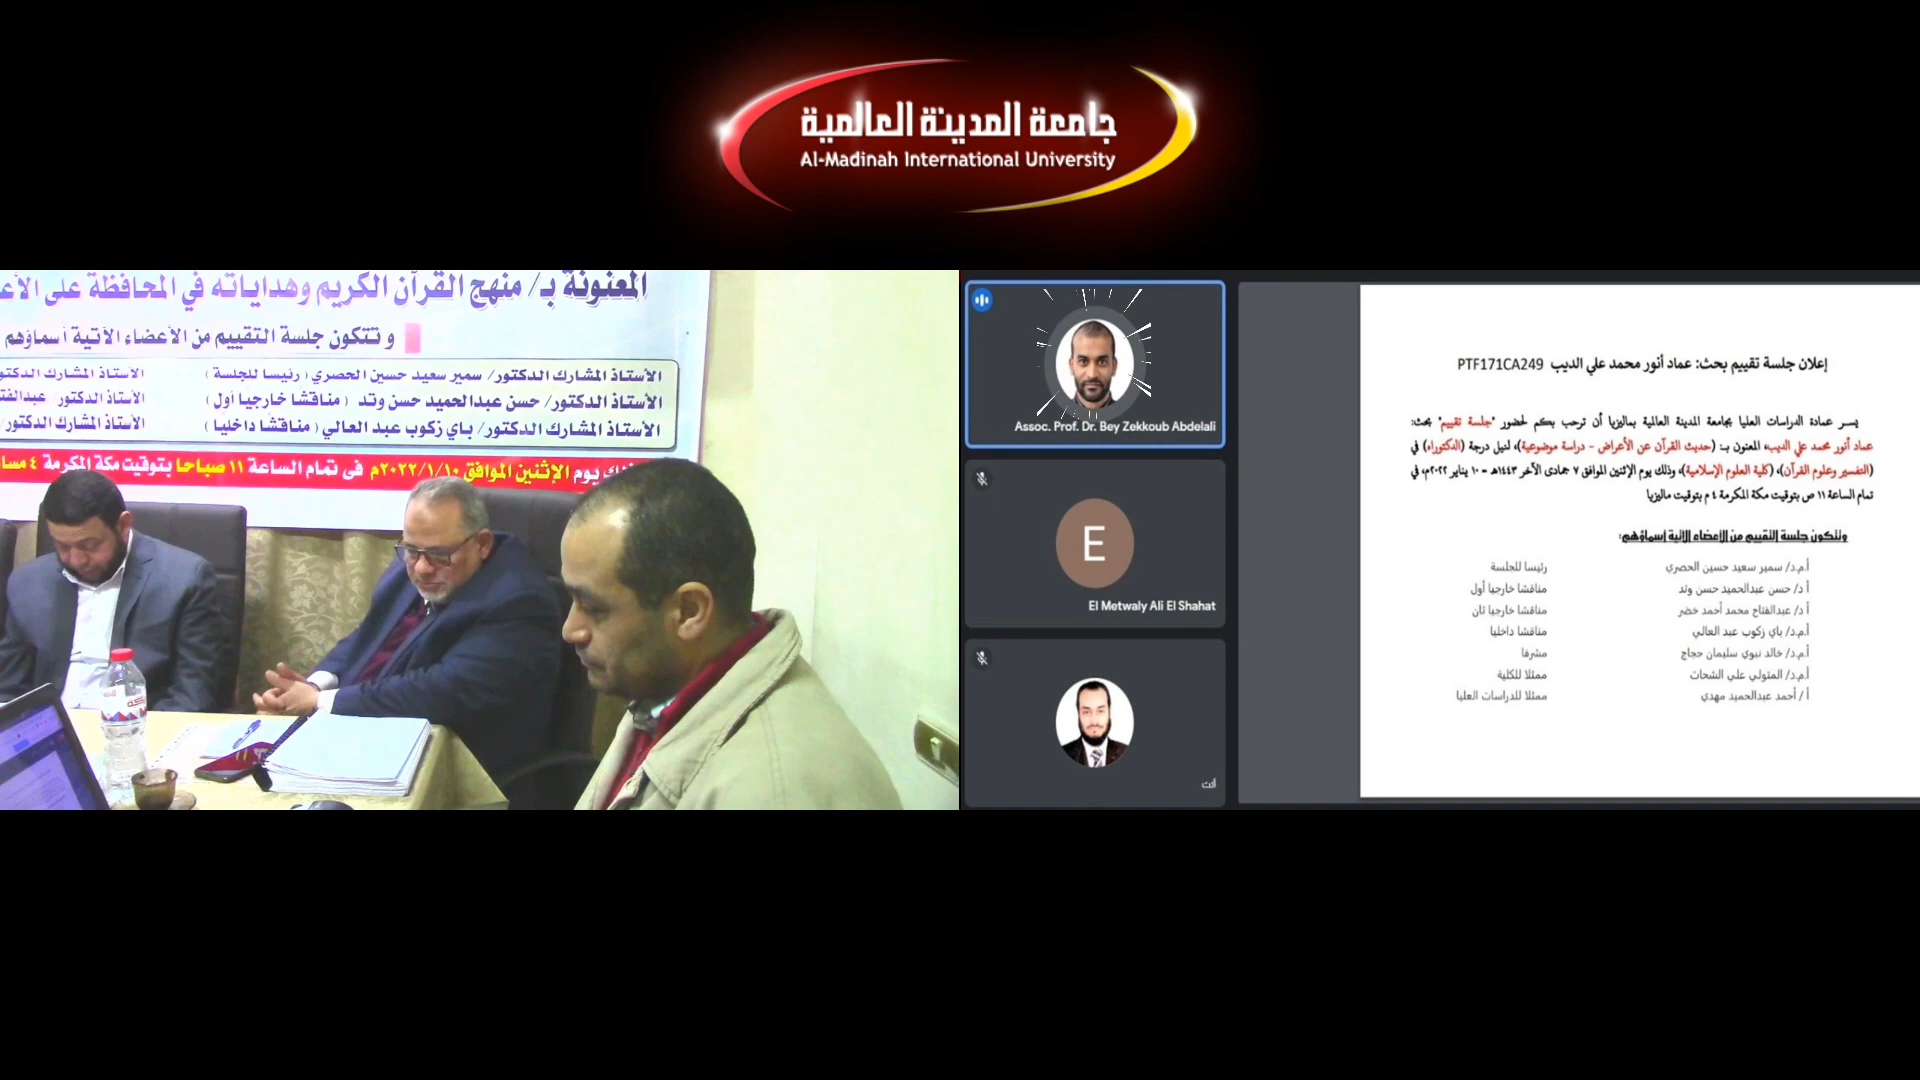 جامعة المدينة العالمية
Al-Madinah International University
المعنونة بـ/ منهج القرآن الكريم وهداياته في المحافظة على
و تتكون جلسة التقييم من الأعضاء الآتية أسماؤهم
الأستاذ المشارك الدكتور/ سمير سعيد حسين الحصري ( رئيسا للجلسة )
الأستاذ المشارك
الأستاذ الدكتور/ حسن عبدالحميد حسن وتد ( مناقشًا خارجيا أول )
الأستاذ الدكتور
الأستاذ المشارك الدكتور/ باي زكوب عبد العالي ( مناقشًا داخليا )
الأستاذ المشارك الدكتور/
يوم الإثنين الموافق ٢٠٢٢/١/١٠م فى تمام الساعة ١١ صباحا بتوقيت مكة المكرمة ٤
Assoc. Prof. Dr. Bey Zekkoub Abdelali
E
El Metwaly Ali El Shahat
أنت
إعلان جلسة تقييم بحث: عماد أنور محمد علي الديب PTF171CA249
يسر عمادة الدراسات العليا بجامعة المدينة العالمية بماليزيا أن ترحب بكم لحضور "جلسة تقييم" بحث:
عماد أنور محمد علي الديب، المعنون بـ: (حديث القرآن عن الأعراض - دراسة موضوعية)، لنيل درجة (الدكتوراه) في
(التفسير وعلوم القرآن)، (كلية العلوم الإسلامية)، وذلك يوم الإثنين الموافق ٧ جمادى الآخر ١٤٤٣هـ - ١٠ يناير ٢٠٢٢م، في
تمام الساعة ١١ ص بتوقيت مكة المكرمة ٤ م بتوقيت ماليزيا
وتتكون جلسة التقييم من الأعضاء الآتية أسماؤهم:
أ.م.د/ سمير سعيد حسين الحصري رئيسا للجلسة
أ د/ حسن عبدالحميد حسن وتد مناقشا خارجيا أول
أ د/ عبدالفتاح محمد أحمد خضر مناقشا خارجيا ثان
أ.م.د/ باي زكوب عبد العالي مناقشا داخليا
أ.م.د/ خالد نبوي سليمان حجاج مشرفا
أ.م.د/ المتولي علي الشحات ممثلا للكلية
أ / أحمد عبدالحميد مهدي ممثلا للدراسات العليا